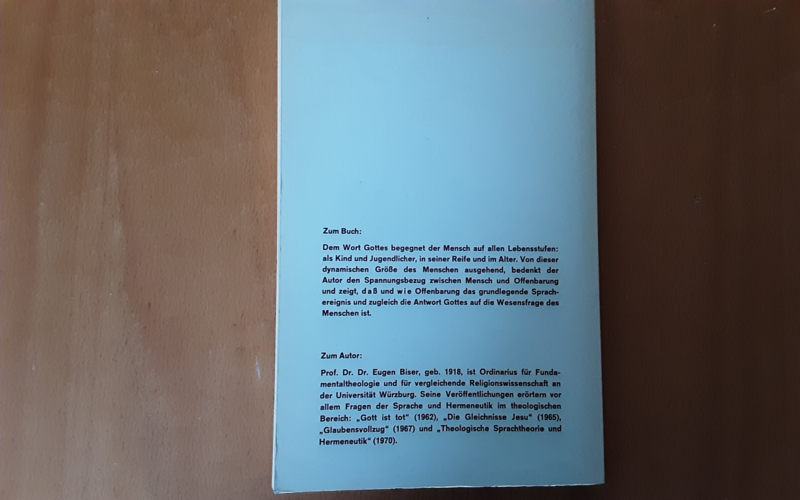 Zum Buch:
Dem Wort Gottes begegnet der Mensch auf allen Lebensstufen:
als Kind und Jugendlicher, in seiner Reife und im Alter. Von dieser
dynamischen Größe des Menschen ausgehend, bedenkt der
Autor den Spannungsbezug zwischen Mensch und Offenbarung
und zeigt, daß und wie Offenbarung das grundlegende Sprach-
ereignis und zugleich die Antwort Gottes auf die Wesensfrage des
Menschen ist.
Zum Autor:
Prof. Dr. Dr. Eugen Biser, geb. 1918, ist Ordinarius für Funda-
mentaltheologie und für vergleichende Religionswissenschaft an
der Universität Würzburg. Seine Veröffentlichungen erörtern vor
allem Fragen der Sprache und Hermeneutik im theologischen
Bereich: „Gott ist tot“ (1962), „Die Gleichnisse Jesu“ (1965),
„Glaubensvollzug“ (1967) und „Theologische Sprachtheorie und
Hermeneutik“ (1970).